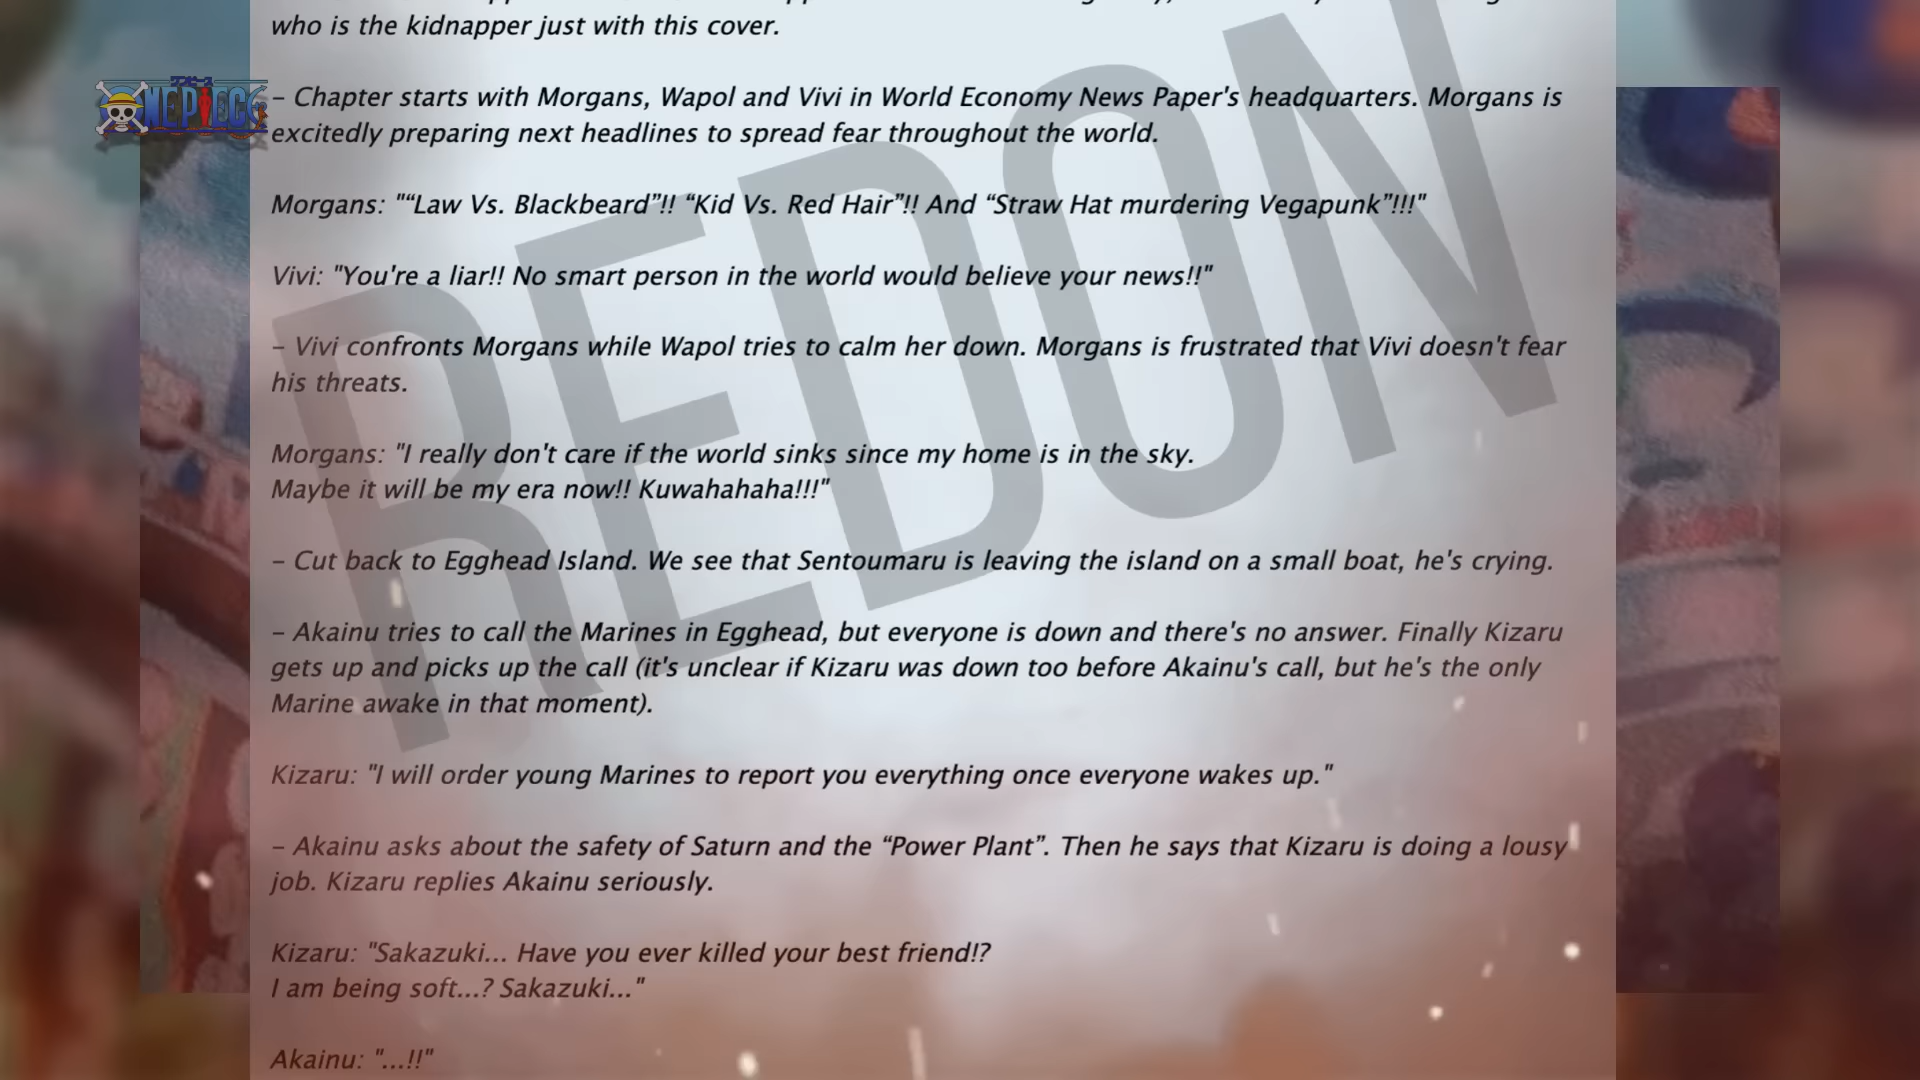 who is the kidnapper just with this cover.
ワンピース
ONE PIECE
– Chapter starts with Morgans, Wapol and Vivi in World Economy News Paper's headquarters. Morgans is
excitedly preparing next headlines to spread fear throughout the world.
Morgans: "“Law Vs. Blackbeard”!! “Kid Vs. Red Hair”!! And “Straw Hat murdering Vegapunk”!!!"
Vivi: "You're a liar!! No smart person in the world would believe your news!!"
– Vivi confronts Morgans while Wapol tries to calm her down. Morgans is frustrated that Vivi doesn't fear
his threats.
Morgans: "I really don't care if the world sinks since my home is in the sky.
Maybe it will be my era now!! Kuwahahaha!!!"
– Cut back to Egghead Island. We see that Sentoumaru is leaving the island on a small boat, he's crying.
– Akainu tries to call the Marines in Egghead, but everyone is down and there's no answer. Finally Kizaru
gets up and picks up the call (it's unclear if Kizaru was down too before Akainu's call, but he's the only
Marine awake in that moment).
Kizaru: "I will order young Marines to report you everything once everyone wakes up."
– Akainu asks about the safety of Saturn and the “Power Plant”. Then he says that Kizaru is doing a lousy
job. Kizaru replies Akainu seriously.
Kizaru: "Sakazuki... Have you ever killed your best friend!?
I am being soft...? Sakazuki..."
Akainu: "...!!"
REDON